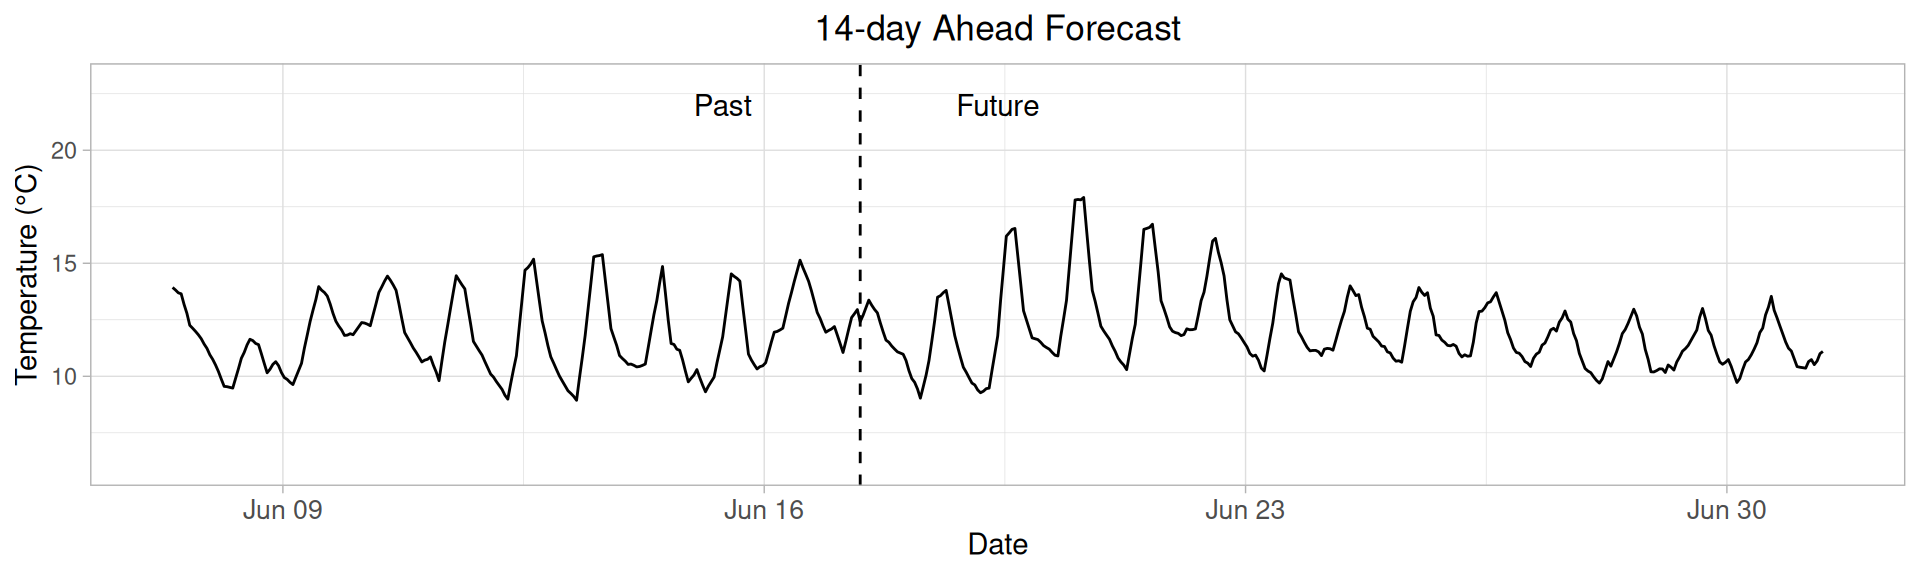 14-day Ahead Forecast
Past
Future
Temperature (°C)
20
15
10
Jun 09
Jun 16
Jun 23
Jun 30
Date